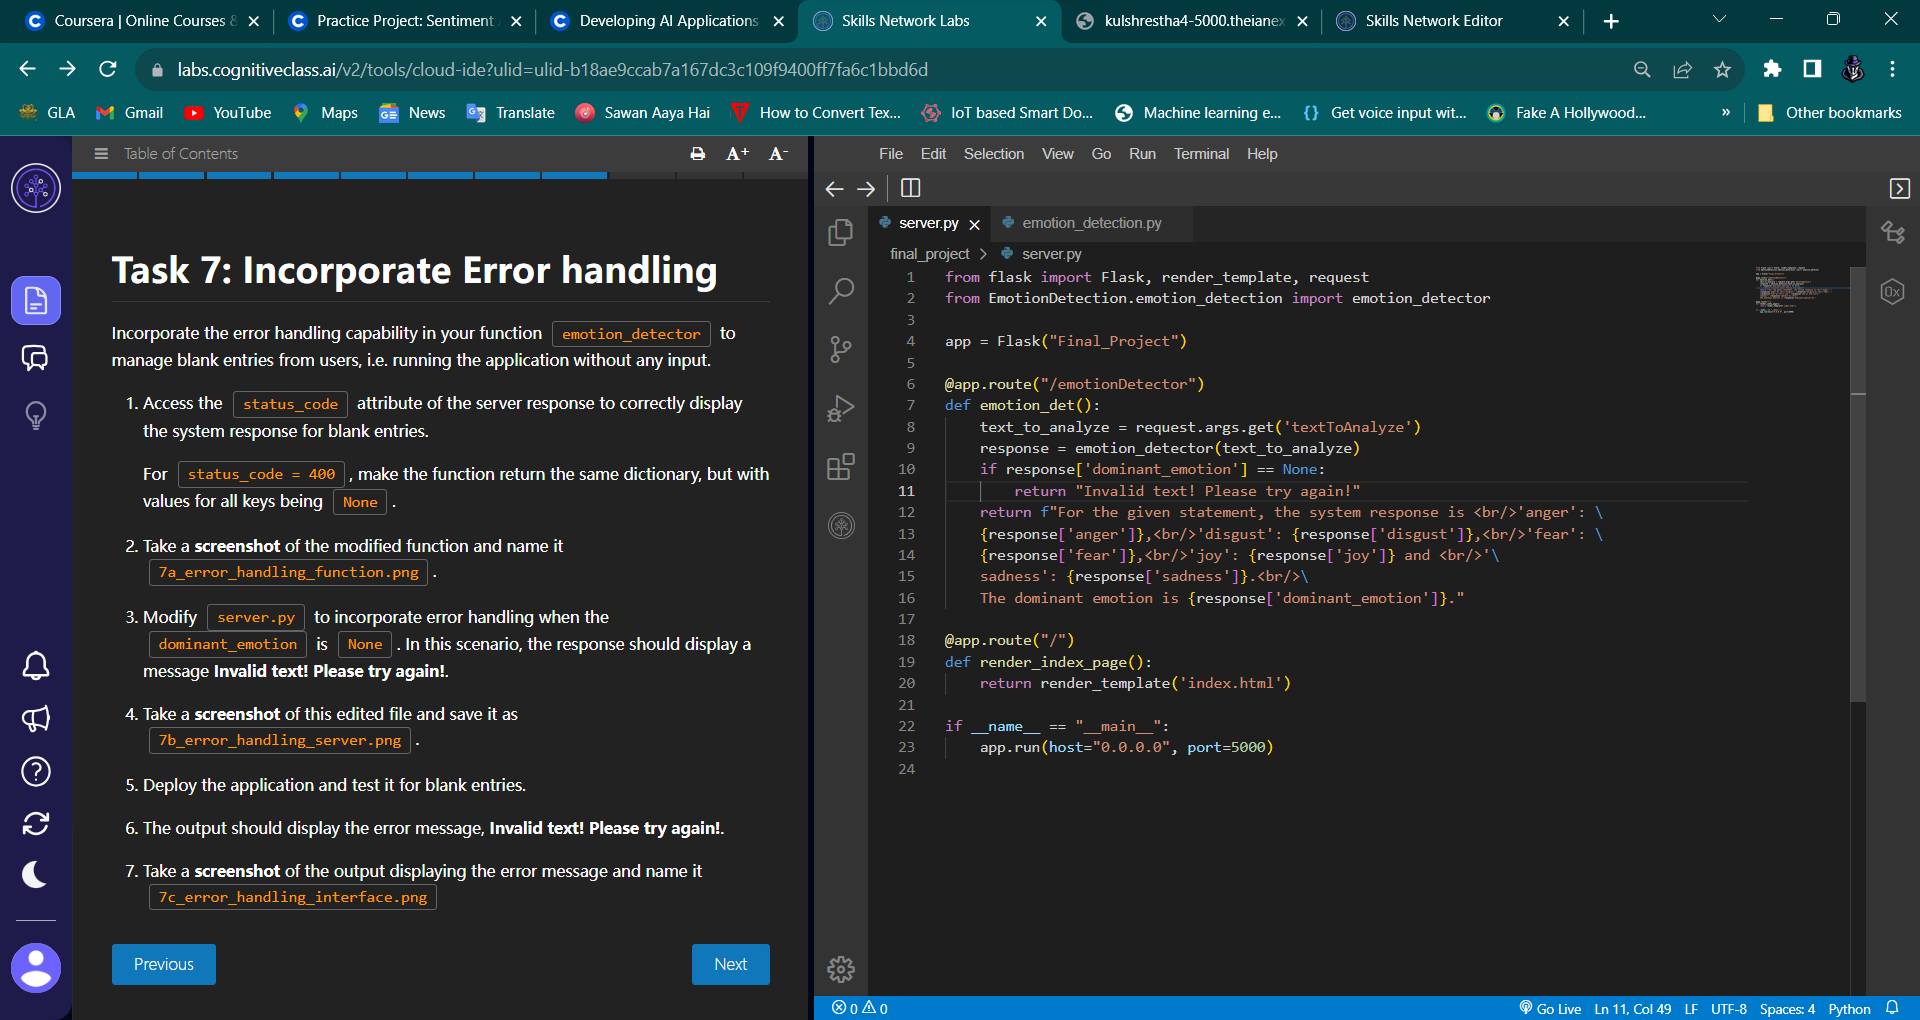 Coursera | Online Courses &
Practice Project: Sentiment
Developing AI Applications
Skills Network Labs
kulshrestha4-5000.theianex
Skills Network Editor
labs.cognitiveclass.ai/v2/tools/cloud-ide?ulid=ulid-b18ae9ccab7a167dc3c109f9400ff7fa6c1bbd6d
GLA
Gmail
YouTube
Maps
News
Translate
Sawan Aaya Hai
How to Convert Tex...
IoT based Smart Do...
Machine learning e...
Get voice input wit...
Fake A Hollywood...
»
Other bookmarks
Table of Contents
A+ A-
Task 7: Incorporate Error handling
Incorporate the error handling capability in your function emotion_detector to
manage blank entries from users, i.e. running the application without any input.
1. Access the status_code attribute of the server response to correctly display
the system response for blank entries.
For status_code = 400 , make the function return the same dictionary, but with
values for all keys being None .
2. Take a screenshot of the modified function and name it
7a_error_handling_function.png .
3. Modify server.py to incorporate error handling when the
dominant_emotion is None . In this scenario, the response should display a
message Invalid text! Please try again!.
4. Take a screenshot of this edited file and save it as
7b_error_handling_server.png .
5. Deploy the application and test it for blank entries.
6. The output should display the error message, Invalid text! Please try again!.
7. Take a screenshot of the output displaying the error message and name it
7c_error_handling_interface.png
Previous
Next
File Edit Selection View Go Run Terminal Help
server.py
emotion_detection.py
final_project > server.py
1 from flask import Flask, render_template, request
2 from EmotionDetection.emotion_detection import emotion_detector
3
4 app = Flask("Final_Project")
5
6 @app.route("/emotionDetector")
7 def emotion_det():
8 text_to_analyze = request.args.get('textToAnalyze')
9 response = emotion_detector(text_to_analyze)
10 if response['dominant_emotion'] == None:
11 return "Invalid text! Please try again!"
12 return f"For the given statement, the system response is <br/>'anger': \
13 {response['anger']},<br/>'disgust': {response['disgust']},<br/>'fear': \
14 {response['fear']},<br/>'joy': {response['joy']} and <br/>'\
15 sadness': {response['sadness']}.<br/>\
16 The dominant emotion is {response['dominant_emotion']}."
17
18 @app.route("/")
19 def render_index_page():
20 return render_template('index.html')
21
22 if __name__ == "__main__":
23 app.run(host="0.0.0.0", port=5000)
24
0 0
Go Live Ln 11, Col 49 LF UTF-8 Spaces: 4 Python